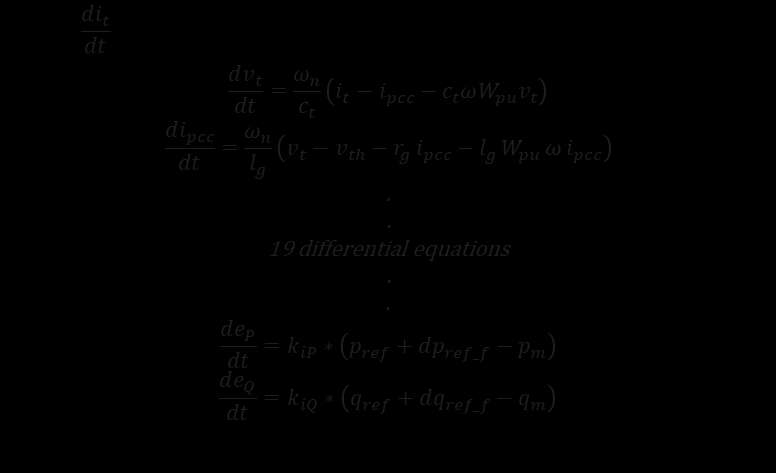 di_t/dt
dv_t/dt = ω_n/c_t (i_t − i_pcc − c_t ω W_pu v_t)
di_pcc/dt = ω_n/l_g (v_t − v_th − r_g i_pcc − l_g W_pu ω i_pcc)
.
.
19 differential equations
.
.
de_P/dt = k_iP * (p_ref + dp_ref_f − p_m)
de_Q/dt = k_iQ * (q_ref + dq_ref_f − q_m)